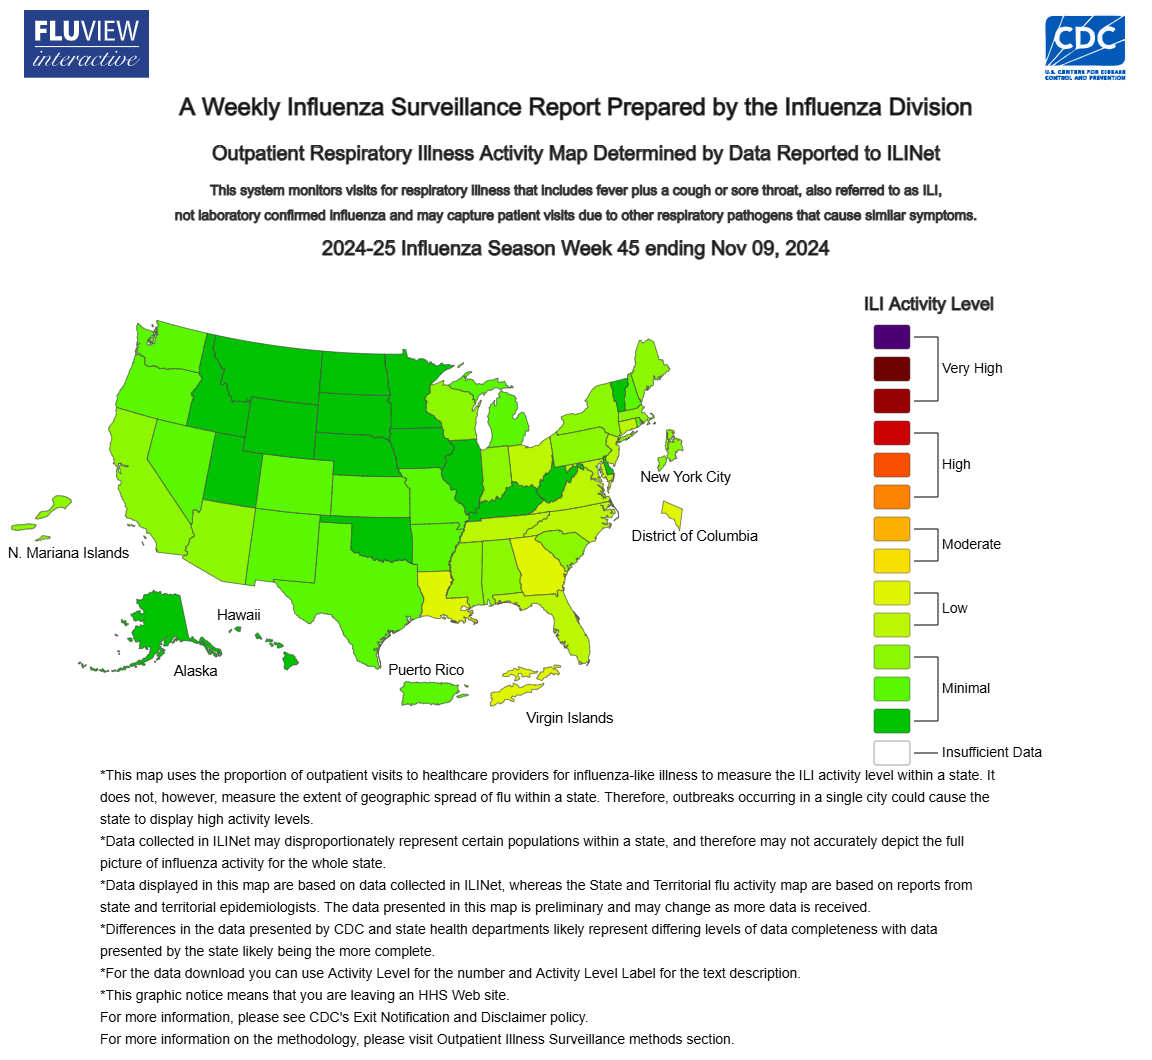 FLUVIEW
interactive
CDC
U.S. CENTERS FOR DISEASE
CONTROL AND PREVENTION
A Weekly Influenza Surveillance Report Prepared by the Influenza Division
Outpatient Respiratory Illness Activity Map Determined by Data Reported to ILINet
This system monitors visits for respiratory illness that includes fever plus a cough or sore throat, also referred to as ILI,
not laboratory confirmed influenza and may capture patient visits due to other respiratory pathogens that cause similar symptoms.
2024-25 Influenza Season Week 45 ending Nov 09, 2024
ILI Activity Level
Very High
High
Moderate
Low
Minimal
Insufficient Data
New York City
District of Columbia
N. Mariana Islands
Hawaii
Alaska
Puerto Rico
Virgin Islands
*This map uses the proportion of outpatient visits to healthcare providers for influenza-like illness to measure the ILI activity level within a state. It
does not, however, measure the extent of geographic spread of flu within a state. Therefore, outbreaks occurring in a single city could cause the
state to display high activity levels.
*Data collected in ILINet may disproportionately represent certain populations within a state, and therefore may not accurately depict the full
picture of influenza activity for the whole state.
*Data displayed in this map are based on data collected in ILINet, whereas the State and Territorial flu activity map are based on reports from
state and territorial epidemiologists. The data presented in this map is preliminary and may change as more data is received.
*Differences in the data presented by CDC and state health departments likely represent differing levels of data completeness with data
presented by the state likely being the more complete.
*For the data download you can use Activity Level for the number and Activity Level Label for the text description.
*This graphic notice means that you are leaving an HHS Web site.
For more information, please see CDC's Exit Notification and Disclaimer policy.
For more information on the methodology, please visit Outpatient Illness Surveillance methods section.